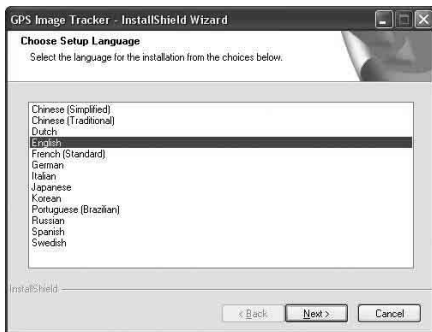 GPS Image Tracker - InstallShield Wizard
Choose Setup Language
Select the language for the installation from the choices below.
Chinese (Simplified)
Chinese (Traditional)
Dutch
English
French (Standard)
German
Italian
Japanese
Korean
Portuguese (Brazilian)
Russian
Spanish
Swedish
InstallShield
< Back Next > Cancel